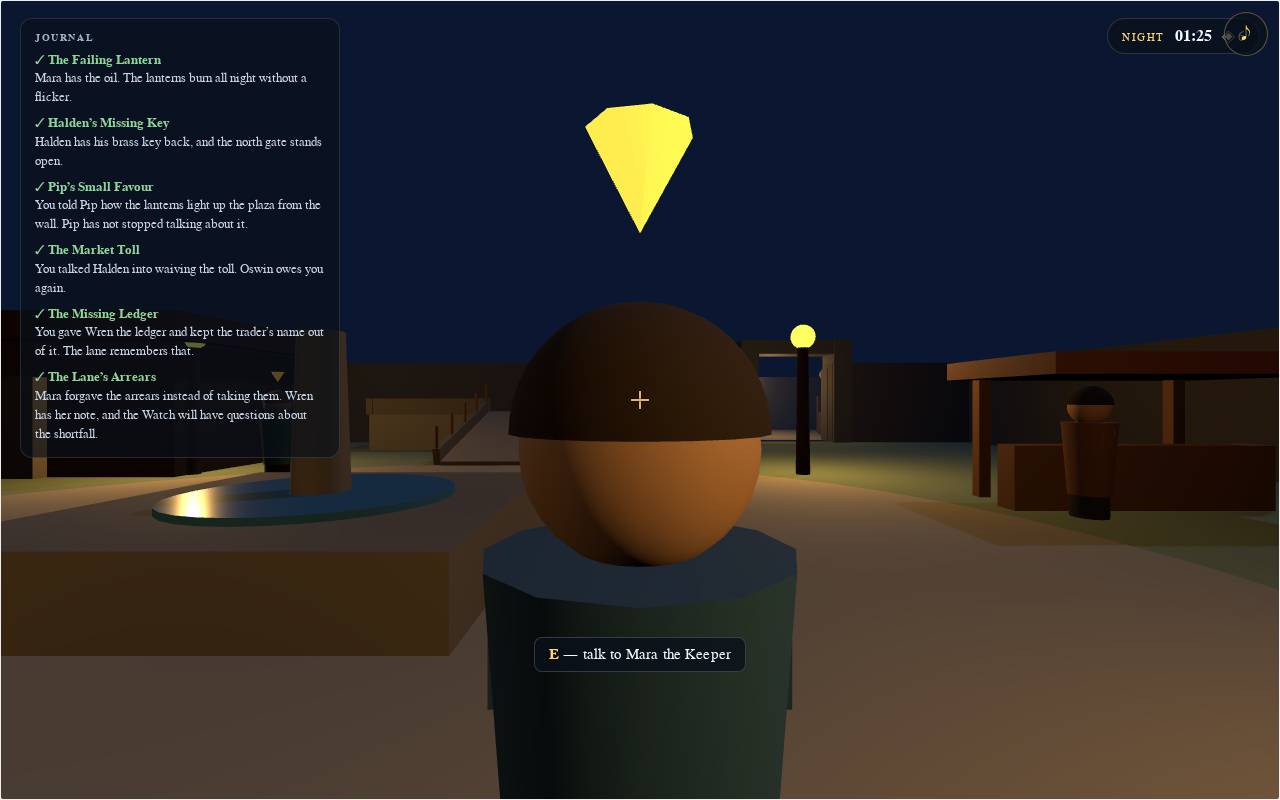 JOURNAL
✓ The Failing Lantern
Mara has the oil. The lanterns burn all night without a
flicker.
✓ Halden’s Missing Key
Halden has his brass key back, and the north gate stands
open.
✓ Pip’s Small Favour
You told Pip how the lanterns light up the plaza from the
wall. Pip has not stopped talking about it.
✓ The Market Toll
You talked Halden into waiving the toll. Oswin owes you
again.
✓ The Missing Ledger
You gave Wren the ledger and kept the trader’s name out
of it. The lane remembers that.
✓ The Lane’s Arrears
Mara forgave the arrears instead of taking them. Wren
has her note, and the Watch will have questions about
the shortfall.
NIGHT 01:25
E — talk to Mara the Keeper